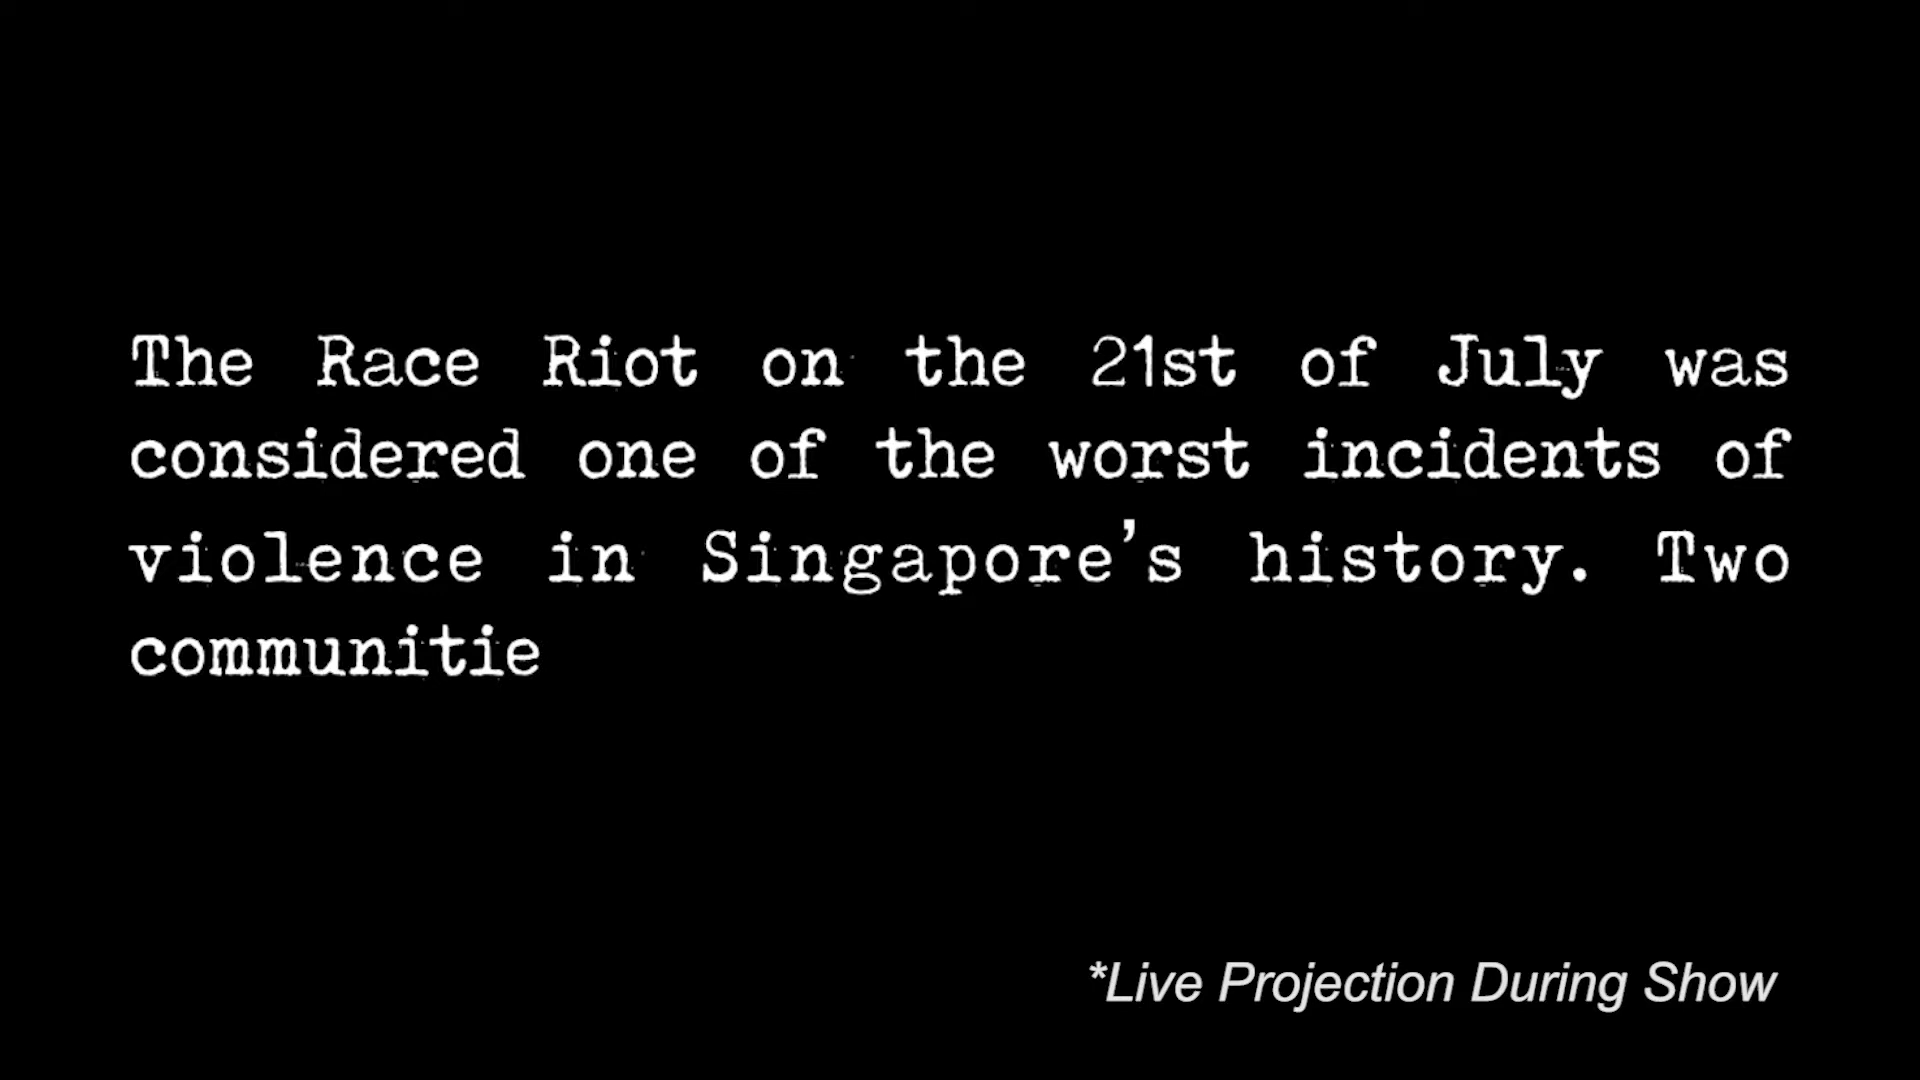 The Race Riot on the 21st of July was
considered one of the worst incidents of
violence in Singapore's history. Two
communitie
*Live Projection During Show